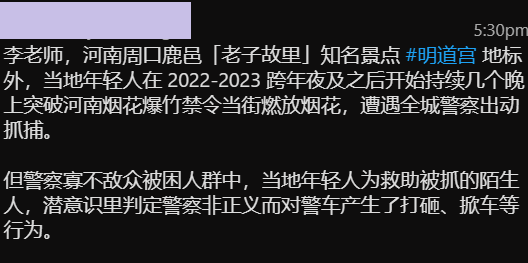 5:30pm
李老师，河南周口鹿邑「老子故里」知名景点 #明道宫 地标
外，当地年轻人在 2022-2023 跨年夜及之后开始持续几个晚
上突破河南烟花爆竹禁令当街燃放烟花，遭遇全城警察出动
抓捕。
但警察寡不敌众被困人群中，当地年轻人为救助被抓的陌生
人，潜意识里判定警察非正义而对警车产生了打砸、掀车等
行为。